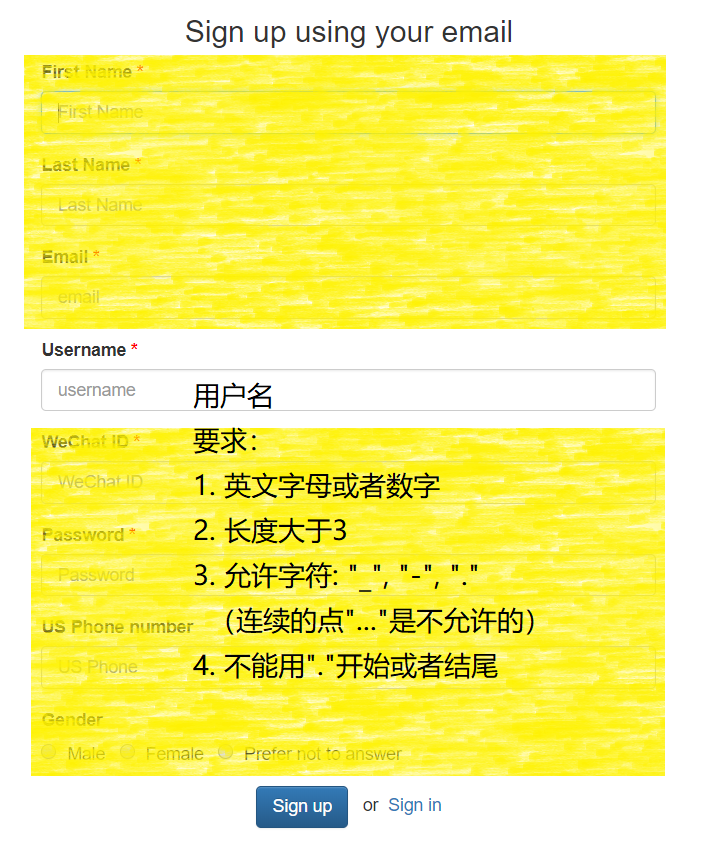 Sign up using your email
First Name *
First Name
Last Name *
Last Name
Email *
email
Username *
username
用户名
要求：
WeChat ID *
WeChat ID
1. 英文字母或者数字
2. 长度大于3
Password *
Password
3. 允许字符: "_", "-", "."
（连续的点"..."是不允许的）
US Phone number
US Phone
4. 不能用"."开始或者结尾
Gender
Male Female Prefer not to answer
Sign up or Sign in